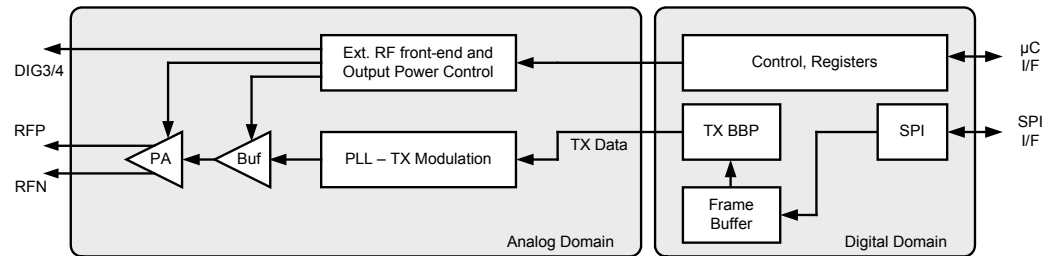 DIG3/4
RFP
RFN
Ext. RF front-end and
Output Power Control
PA
Buf
PLL – TX Modulation
TX Data
Analog Domain
Control, Registers
TX BBP
SPI
Frame
Buffer
Digital Domain
µC
I/F
SPI
I/F